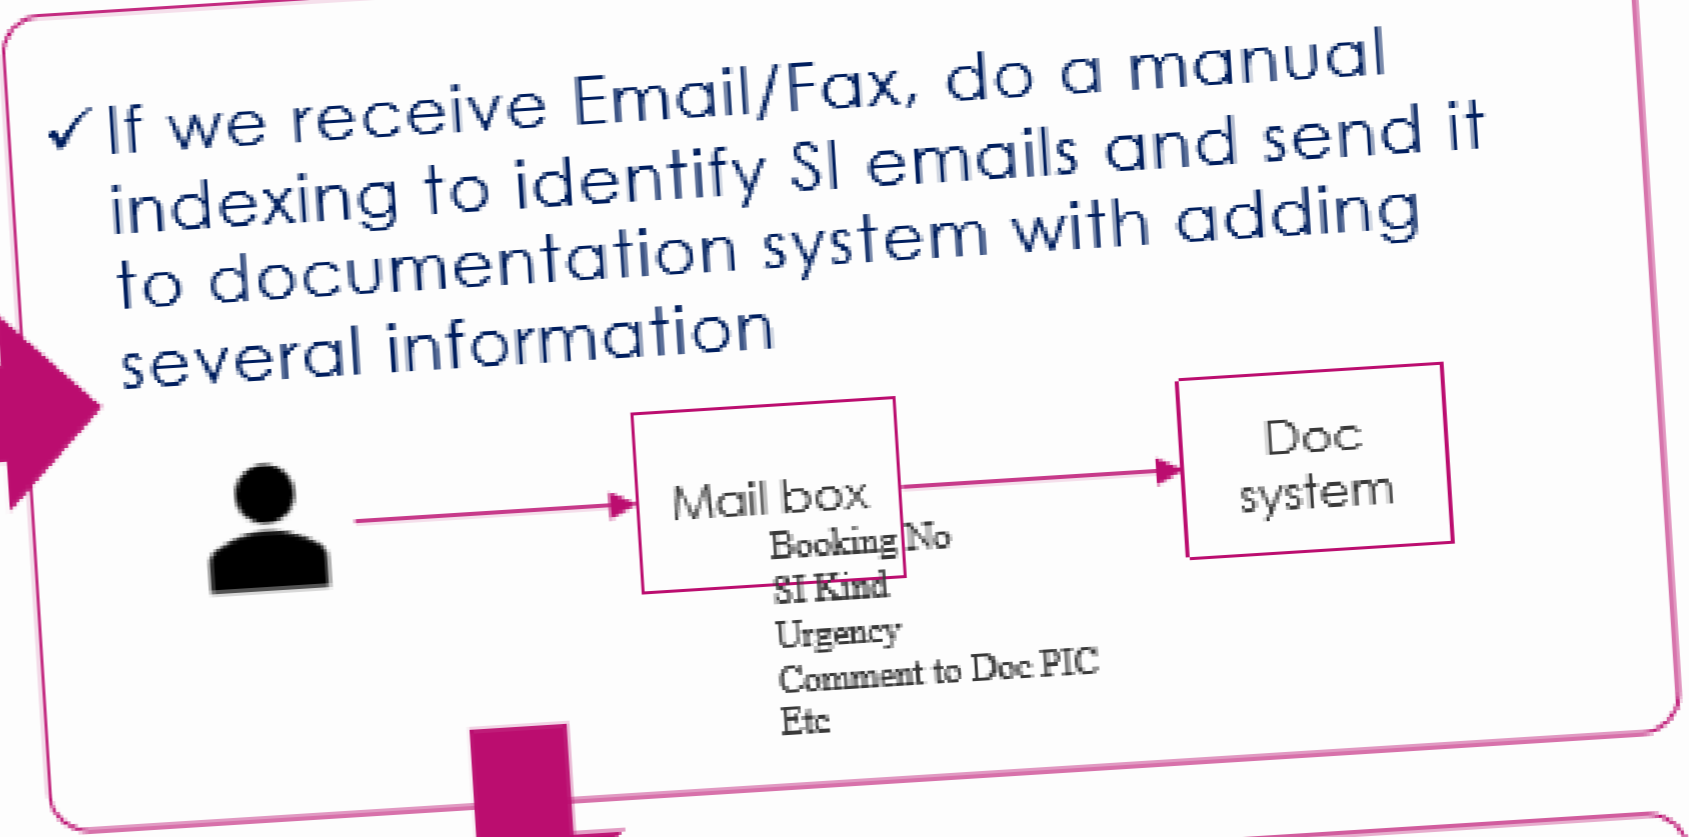 ✓ If we receive Email/Fax, do a manual
indexing to identify SI emails and send it
to documentation system with adding
several information
Mail box
Doc
system
Booking No
SI Kind
Urgency
Comment to Doc PIC
Etc